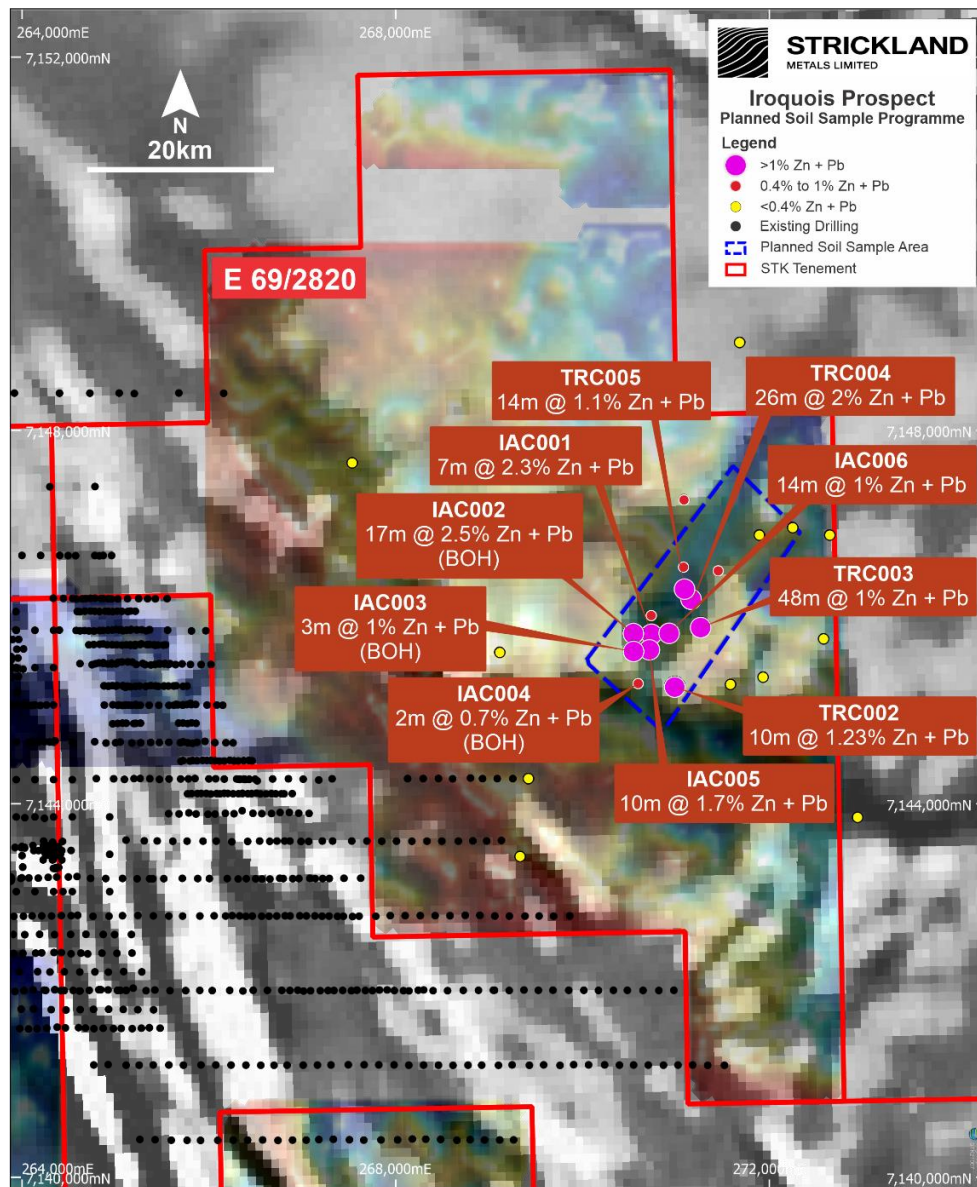 264,000mE
268,000mE
7,152,000mN
STRICKLAND
METALS LIMITED
Iroquois Prospect
Planned Soil Sample Programme
Legend
>1% Zn + Pb
0.4% to 1% Zn + Pb
<0.4% Zn + Pb
Existing Drilling
Planned Soil Sample Area
STK Tenement
N
20km
E 69/2820
TRC005
14m @ 1.1% Zn + Pb
TRC004
26m @ 2% Zn + Pb
7,148,000mN
7,148,000mN
IAC001
7m @ 2.3% Zn + Pb
IAC006
14m @ 1% Zn + Pb
IAC002
17m @ 2.5% Zn + Pb
(BOH)
TRC003
48m @ 1% Zn + Pb
IAC003
3m @ 1% Zn + Pb
(BOH)
IAC004
2m @ 0.7% Zn + Pb
(BOH)
TRC002
10m @ 1.23% Zn + Pb
IAC005
10m @ 1.7% Zn + Pb
7,144,000mN
7,144,000mN
264,000mE
268,000mE
272,000mE
7,140,000mN
7,140,000mN